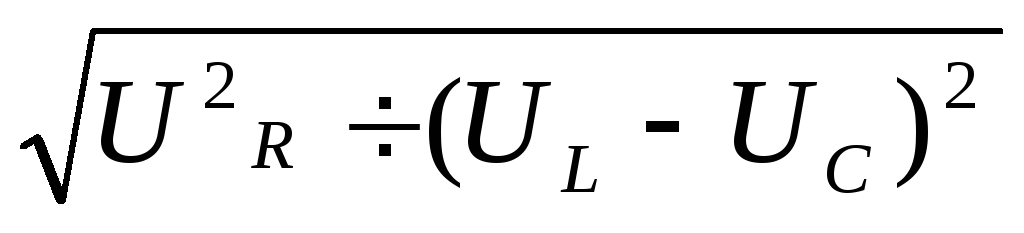 √U²_R ÷(U_L - U_C)²